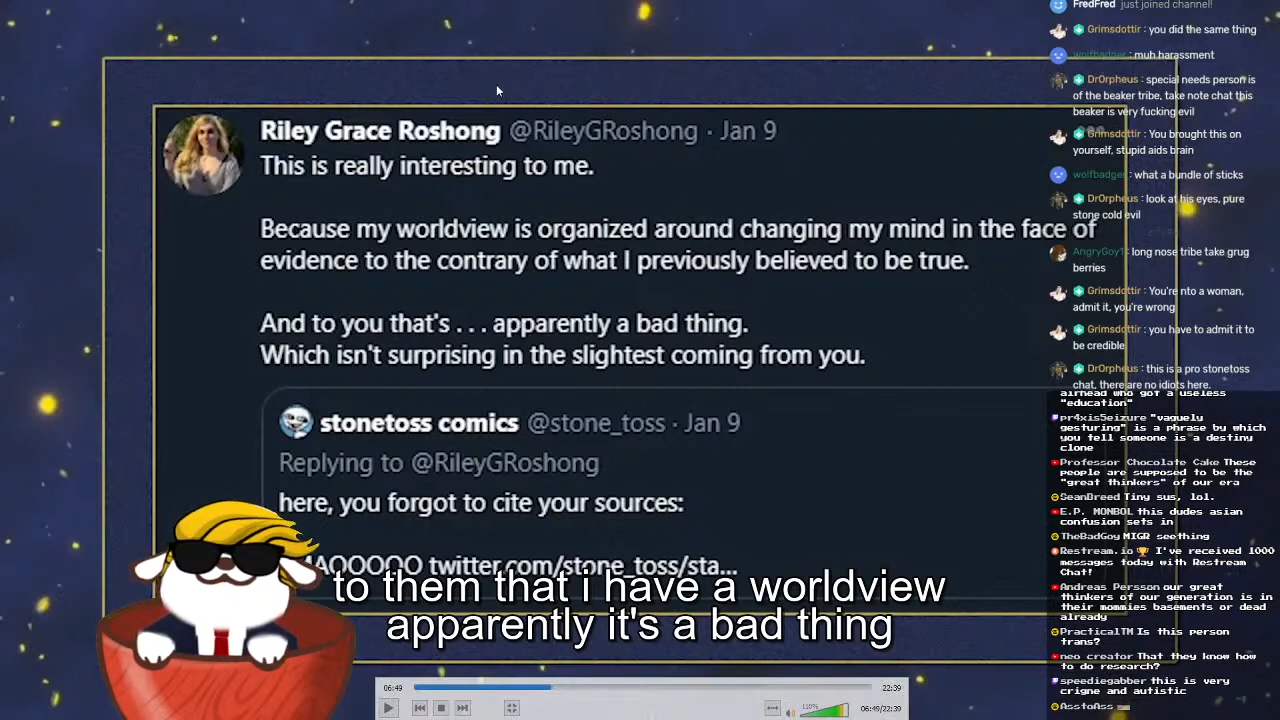 Riley Grace Roshong @RileyGRoshong · Jan 9
This is really interesting to me.
Because my worldview is organized around changing my mind in the face of
evidence to the contrary of what I previously believed to be true.
And to you that's . . . apparently a bad thing.
Which isn't surprising in the slightest coming from you.
stonetoss comics @stone_toss · Jan 9
Replying to @RileyGRoshong
here, you forgot to cite your sources:
twitter.com/stone_toss/sta...
to them that i have a worldview
apparently it's a bad thing
06:49
22:39
110%
06:49/22:39
FredFred just joined channel!
Grimsdottir : you did the same thing
wolfbadger : muh harassment
DrOrpheus : special needs person is
of the beaker tribe, take note chat this
beaker is very fucking evil
Grimsdottir : You brought this on
yourself, stupid aids brain
wolfbadger : what a bundle of sticks
DrOrpheus : look at his eyes, pure
stone cold evil
AngryGoy1 : long nose tribe take grug
berries
Grimsdottir : You're nto a woman,
admit it, you're wrong
Grimsdottir : you have to admit it to
be credible
DrOrpheus : this is a pro stonetoss
chat, there are no idiots here.
airhead who got a useless
"education"
pr4xis5eizure "vaguely
gesturing" is a phrase by which
you tell someone is a destiny
clone
Professor Chocolate Cake These
people are supposed to be the
"great thinkers" of our era
SeanBreed Tiny sus, lol.
E.P. MONBOL this dudes asian
confusion sets in
TheBadGoy MIGR seething
Restream.io 🏆 I've received 1000
messages today with Restream
Chat!
Andreas Persson our great
thinkers of our generation is in
their mommies basements or dead
already
PracticalTM Is this person
trans?
neo creator That they know how
to do research?
speediegabber this is very
crigne and autistic
AsstoAss